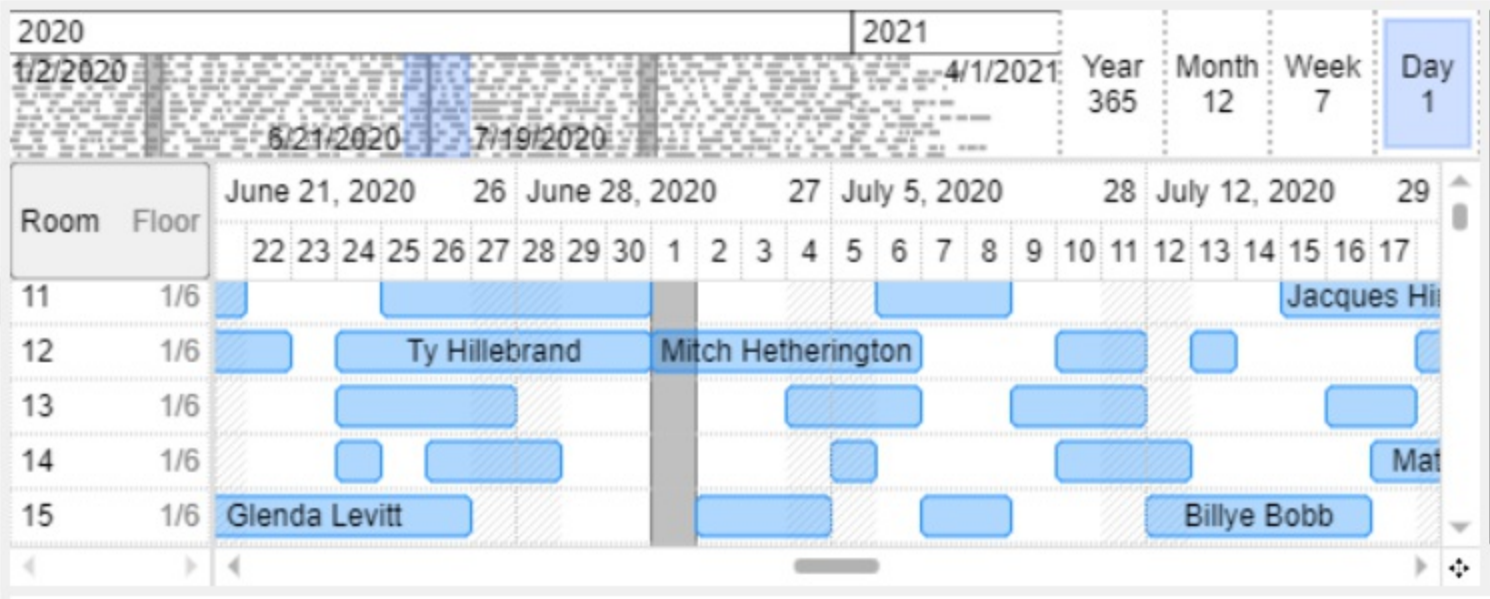 2020 2021
1/2/2020 4/1/2021 Year Month Week Day
365 12 7 1
6/21/2020 7/19/2020
Room Floor
June 21, 2020 26 June 28, 2020 27 July 5, 2020 28 July 12, 2020 29
22 23 24 25 26 27 28 29 30 1 2 3 4 5 6 7 8 9 10 11 12 13 14 15 16 17
11 1/6 Jacques Hi
12 1/6 Ty Hillebrand Mitch Hetherington
13 1/6
14 1/6 Mat
15 1/6 Glenda Levitt Billye Bobb